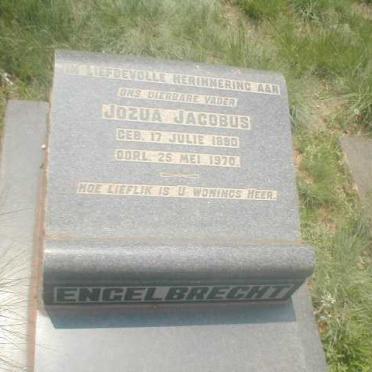 IN LIEFDEVOLLE HERINNERING AAN
ONS DIERBARE VADER
JOZUA JACOBUS
GEB. 17 JULIE 1890
OORL. 25 MEI 1970.
HOE LIEFLIK IS U WONINGS HEER.
ENGELBRECHT